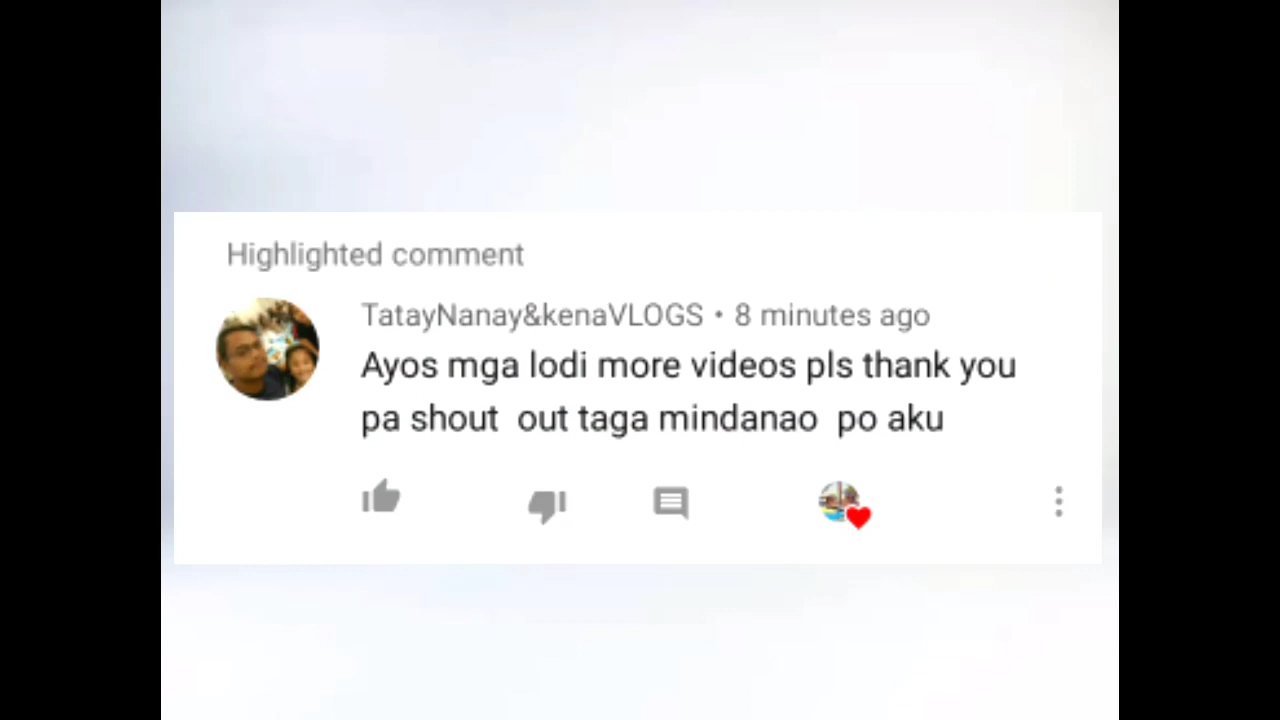 Highlighted comment
TatayNanay&kenaVLOGS • 8 minutes ago
Ayos mga lodi more videos pls thank you
pa shout out taga mindanao po aku